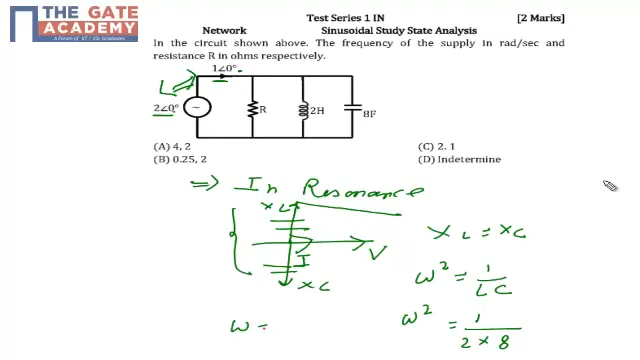 THE GATE
ACADEMY
A Forum of IIT / IISc Graduates
Test Series 1 IN
[2 Marks]
Network
Sinusoidal Study State Analysis
In the circuit shown above. The frequency of the supply in rad/sec and
resistance R in ohms respectively.
1∠0°
2∠0°
~
R
2H
8F
(A) 4, 2
(C) 2. 1
(B) 0.25, 2
(D) Indetermine
⇒ In Resonance
XL
V
I
XC
XL = XC
ω² = 1/LC
ω² = 1/2×8
ω =